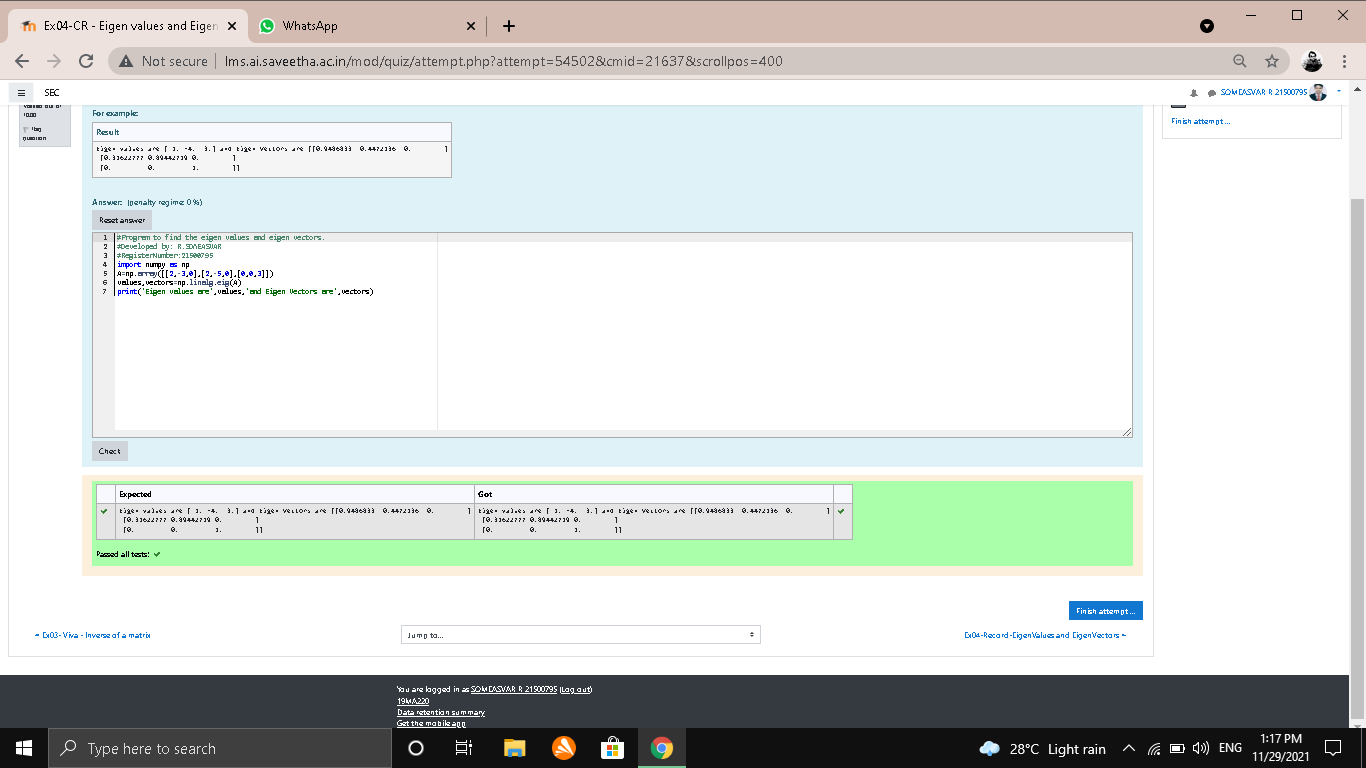 Ex04-CR - Eigen values and Eigen
WhatsApp
Not secure
lms.ai.saveetha.ac.in/mod/quiz/attempt.php?attempt=54502&cmid=21637&scrollpos=400
SEC
SOMEASVAR R 21500795
10.00
Flag
question
Finish attempt ...
For example:
Result
Eigen values are [ 1. -4. 3.] and Eigen Vectors are [[0.9486833 0.4472136 0. ]
[0.31622777 0.89442719 0. ]
[0. 0. 1. ]]
Answer: (penalty regime: 0 %)
Reset answer
1 #Program to find the eigen values and eigen vectors.
2 #Developed by: R.SOMEASVAR
3 #RegisterNumber:21500795
4 import numpy as np
5 A=np.array([[2,-3,0],[2,-5,0],[0,0,3]])
6 values,vectors=np.linalg.eig(A)
7 print('Eigen values are',values,'and Eigen Vectors are',vectors)
Check
Expected Got
Eigen values are [ 1. -4. 3.] and Eigen Vectors are [[0.9486833 0.4472136 0. ] Eigen values are [ 1. -4. 3.] and Eigen Vectors are [[0.9486833 0.4472136 0. ]
[0.31622777 0.89442719 0. ] [0.31622777 0.89442719 0. ]
[0. 0. 1. ]] [0. 0. 1. ]]
Passed all tests!
Finish attempt ...
Ex03- Viva - Inverse of a matrix
Jump to...
Ex04-Record-EigenValues and EigenVectors
You are logged in as SOMEASVAR R 21500795 (Log out)
19MA220
Data retention summary
Get the mobile app
Type here to search
28°C Light rain
ENG
1:17 PM
11/29/2021